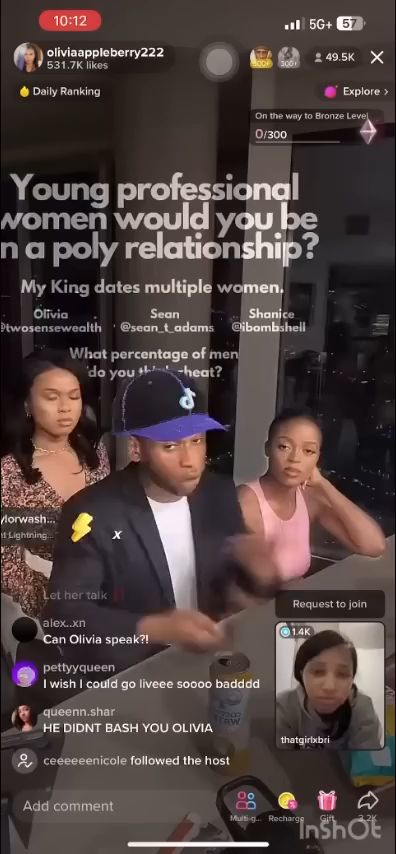 10:12
5G+ 57
oliviaappleberry222
531.7K likes
300+
300+
49.5K
Daily Ranking
Explore
On the way to Bronze Level
0/300
Young professional
women would you be
n a poly relationship?
My King dates multiple women.
Olivia
Sean
Shanice
@twosensewealth
@sean_t_adams
@ibombshell
What percentage of men
do you think cheat?
ylorwash...
x
t Lightning...
Let her talk
alex..xn
Can Olivia speak?!
pettyyqueen
I wish I could go liveee soooo badddd
queenn.shar
HE DIDNT BASH YOU OLIVIA
ceeeeeenicole followed the host
Request to join
1.4K
thatgirlxbri
Add comment
Multi-g...
Recharge
Gift
3.2K
InShOt